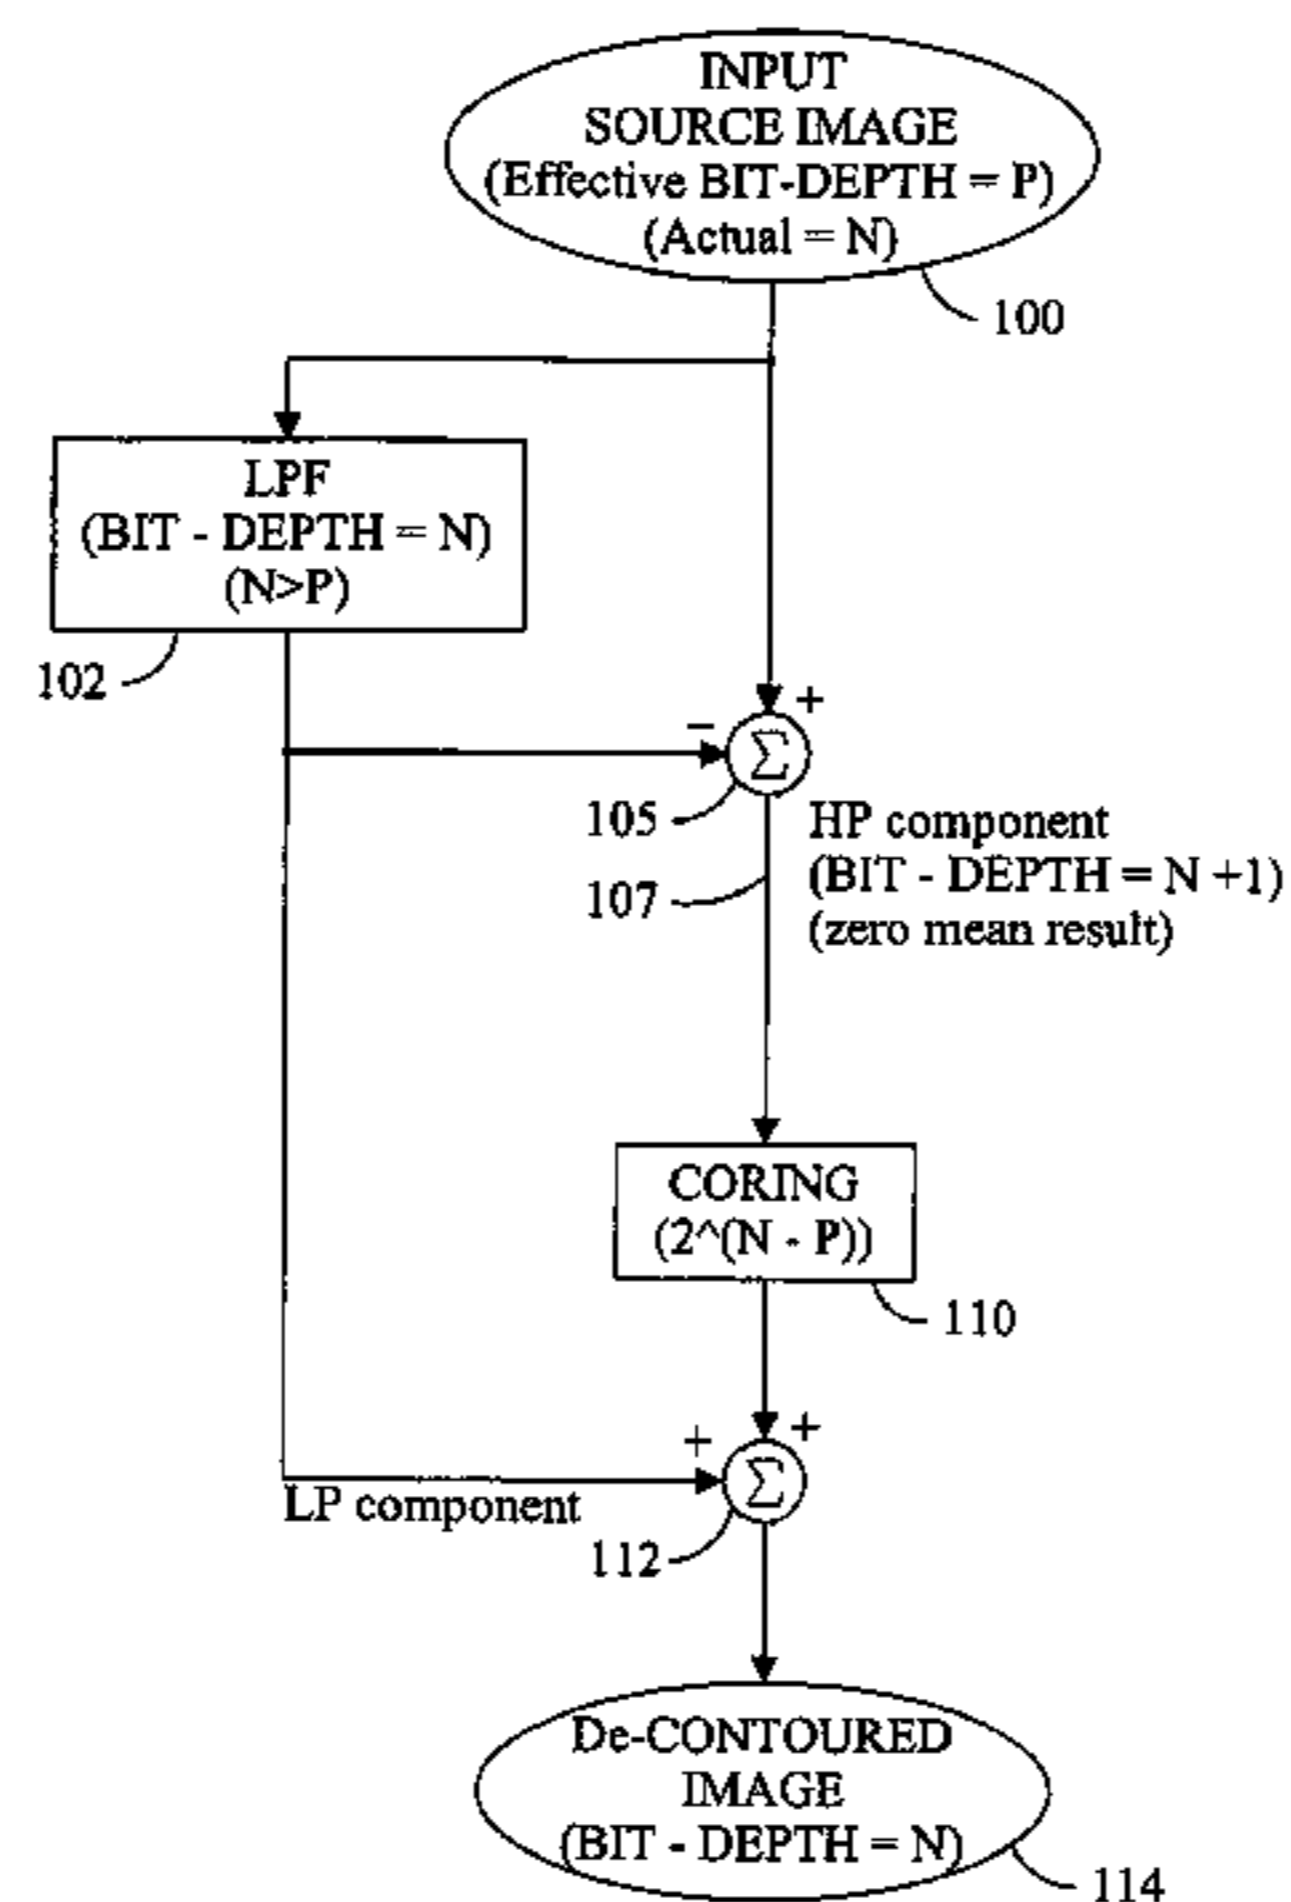 INPUT
SOURCE IMAGE
(Effective BIT-DEPTH = P)
(Actual = N)
100
LPF
(BIT - DEPTH = N)
(N>P)
102
− +
Σ
105
HP component
(BIT - DEPTH = N +1)
(zero mean result)
107
CORING
(2^(N - P))
110
+ +
Σ
LP component
112
De-CONTOURED
IMAGE
(BIT - DEPTH = N)
114